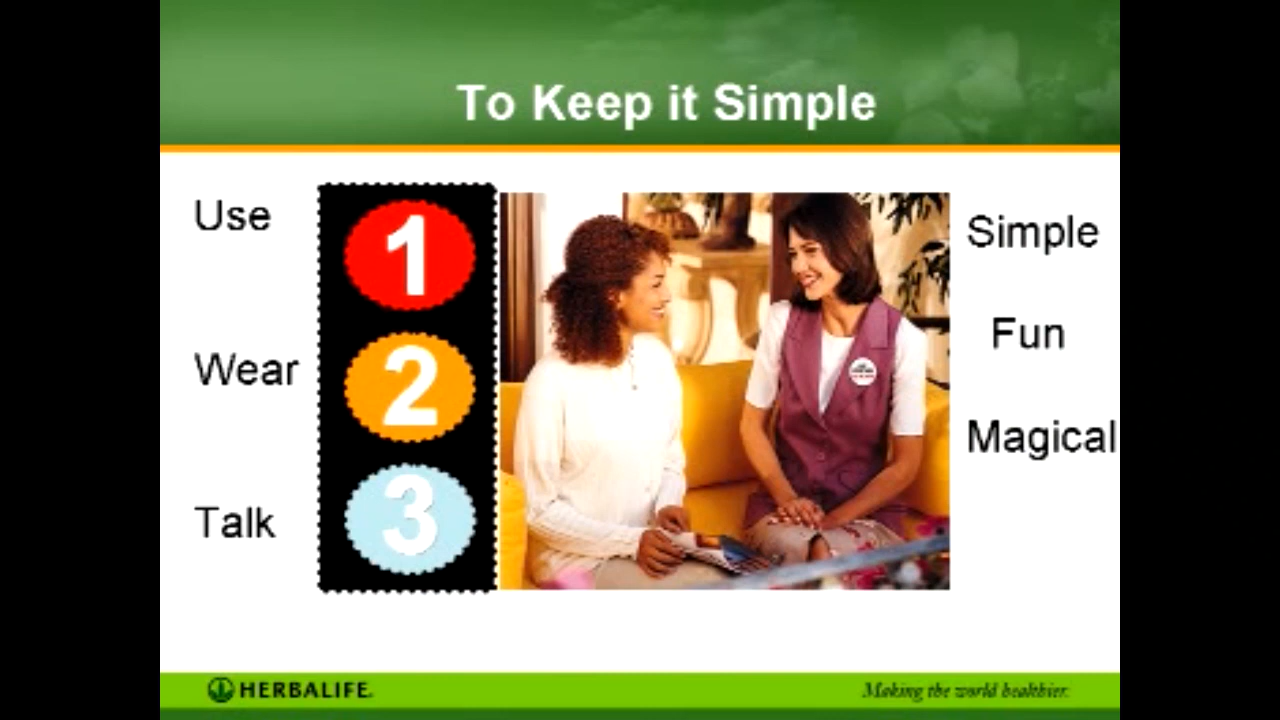 To Keep it Simple
Use
1
Simple
Fun
Wear
2
Magical
Talk
3
HERBALIFE.
Making the world healthier.